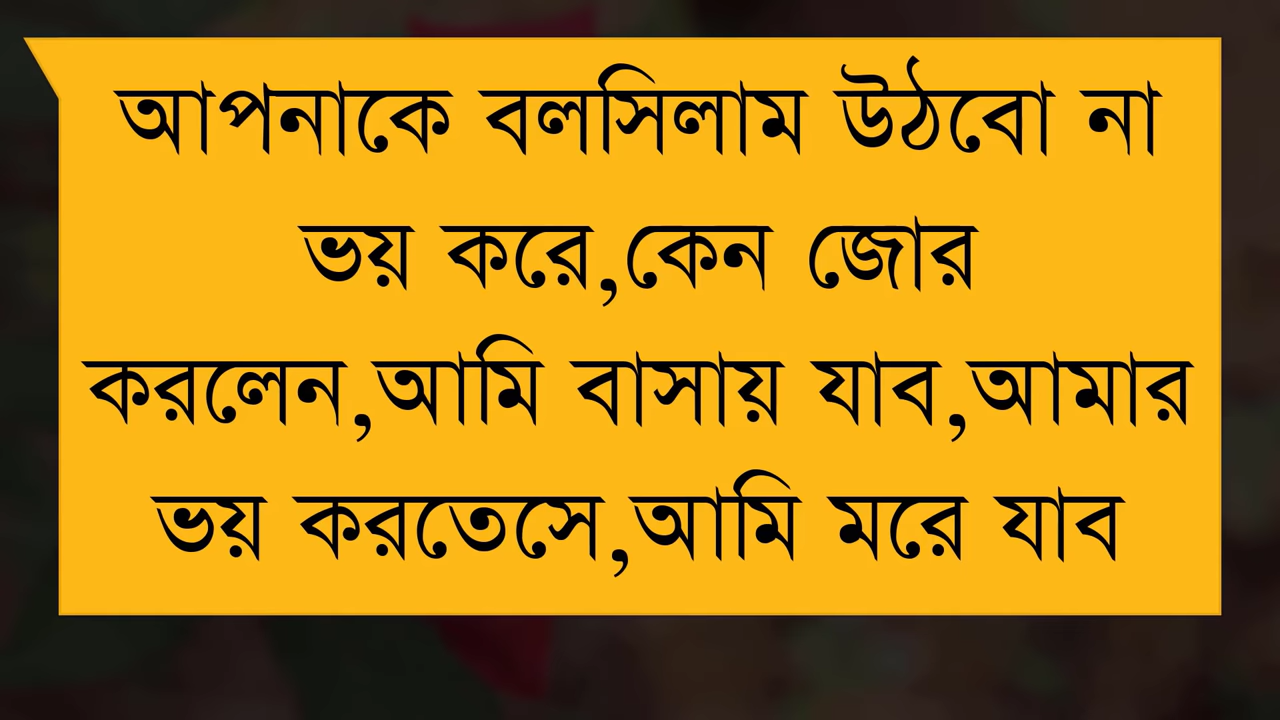 আপনাকে বলসিলাম উঠবো না
ভয় করে,কেন জোর
করলেন,আমি বাসায় যাব,আমার
ভয় করতেসে,আমি মরে যাব